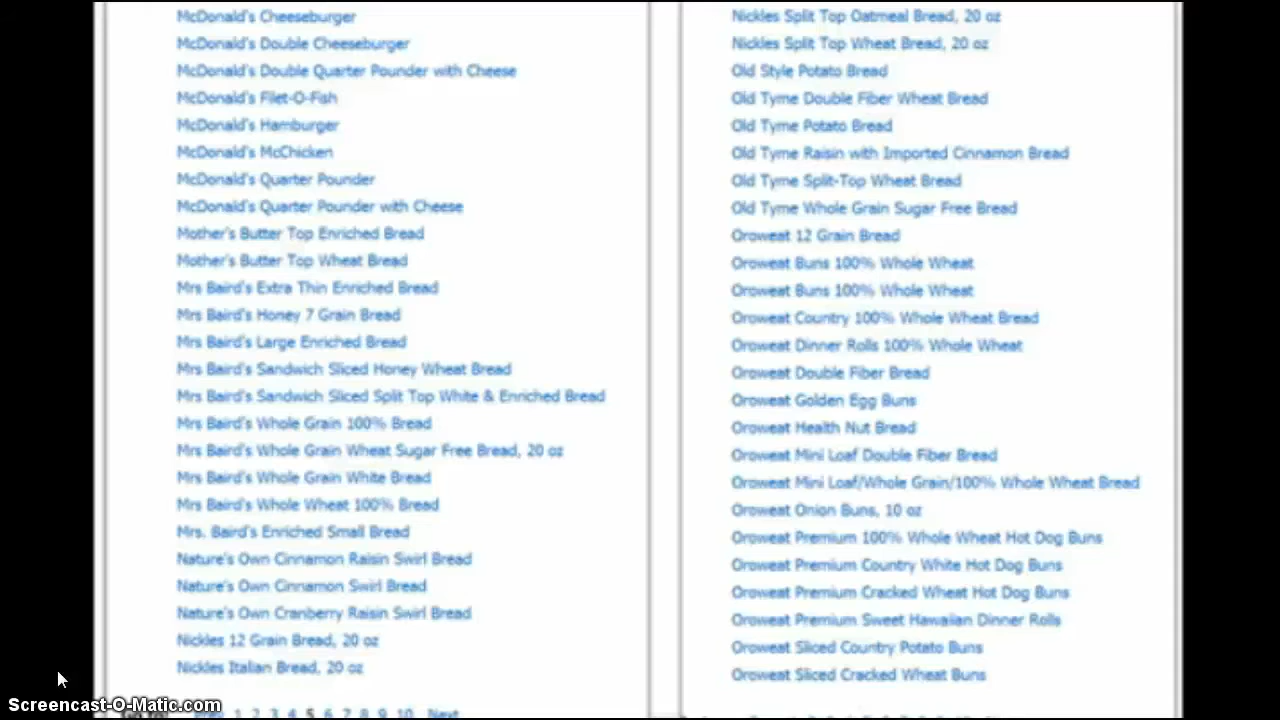 McDonald's Cheeseburger
McDonald's Double Cheeseburger
McDonald's Double Quarter Pounder with Cheese
McDonald's Filet-O-Fish
McDonald's Hamburger
McDonald's McChicken
McDonald's Quarter Pounder
McDonald's Quarter Pounder with Cheese
Mother's Butter Top Enriched Bread
Mother's Butter Top Wheat Bread
Mrs Baird's Extra Thin Enriched Bread
Mrs Baird's Honey 7 Grain Bread
Mrs Baird's Large Enriched Bread
Mrs Baird's Sandwich Sliced Honey Wheat Bread
Mrs Baird's Sandwich Sliced Split Top White & Enriched Bread
Mrs Baird's Whole Grain 100% Bread
Mrs Baird's Whole Grain Wheat Sugar Free Bread, 20 oz
Mrs Baird's Whole Grain White Bread
Mrs Baird's Whole Wheat 100% Bread
Mrs. Baird's Enriched Small Bread
Nature's Own Cinnamon Raisin Swirl Bread
Nature's Own Cinnamon Swirl Bread
Nature's Own Cranberry Raisin Swirl Bread
Nickles 12 Grain Bread, 20 oz
Nickles Italian Bread, 20 oz
Go to: Prev 1 2 3 4 5 6 7 8 9 10 Next
Nickles Split Top Oatmeal Bread, 20 oz
Nickles Split Top Wheat Bread, 20 oz
Old Style Potato Bread
Old Tyme Double Fiber Wheat Bread
Old Tyme Potato Bread
Old Tyme Raisin with Imported Cinnamon Bread
Old Tyme Split-Top Wheat Bread
Old Tyme Whole Grain Sugar Free Bread
Oroweat 12 Grain Bread
Oroweat Buns 100% Whole Wheat
Oroweat Buns 100% Whole Wheat
Oroweat Country 100% Whole Wheat Bread
Oroweat Dinner Rolls 100% Whole Wheat
Oroweat Double Fiber Bread
Oroweat Golden Egg Buns
Oroweat Health Nut Bread
Oroweat Mini Loaf Double Fiber Bread
Oroweat Mini Loaf/Whole Grain/100% Whole Wheat Bread
Oroweat Onion Buns, 10 oz
Oroweat Premium 100% Whole Wheat Hot Dog Buns
Oroweat Premium Country White Hot Dog Buns
Oroweat Premium Cracked Wheat Hot Dog Buns
Oroweat Premium Sweet Hawaiian Dinner Rolls
Oroweat Sliced Country Potato Buns
Oroweat Sliced Cracked Wheat Buns
Screencast-O-Matic.com